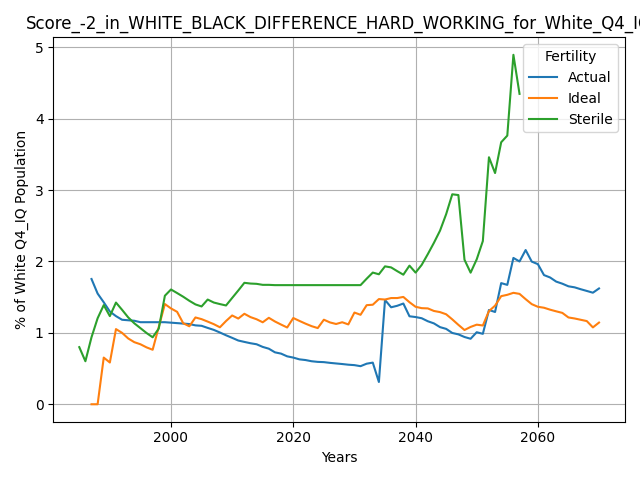 Score_-2_in_WHITE_BLACK_DIFFERENCE_HARD_WORKING_for_White_Q4_IQ
Fertility
Actual
Ideal
Sterile
% of White Q4_IQ Population
5
4
3
2
1
0
2000 2020 2040 2060
Years